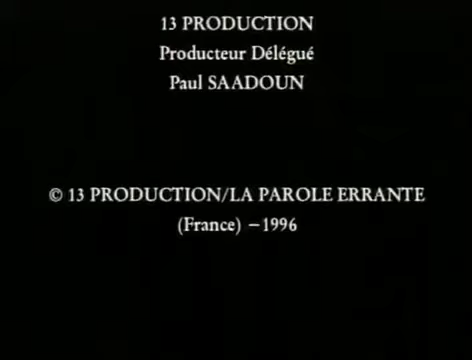 13 PRODUCTION
Producteur Délégué
Paul SAADOUN
© 13 PRODUCTION/LA PAROLE ERRANTE
(France) –1996